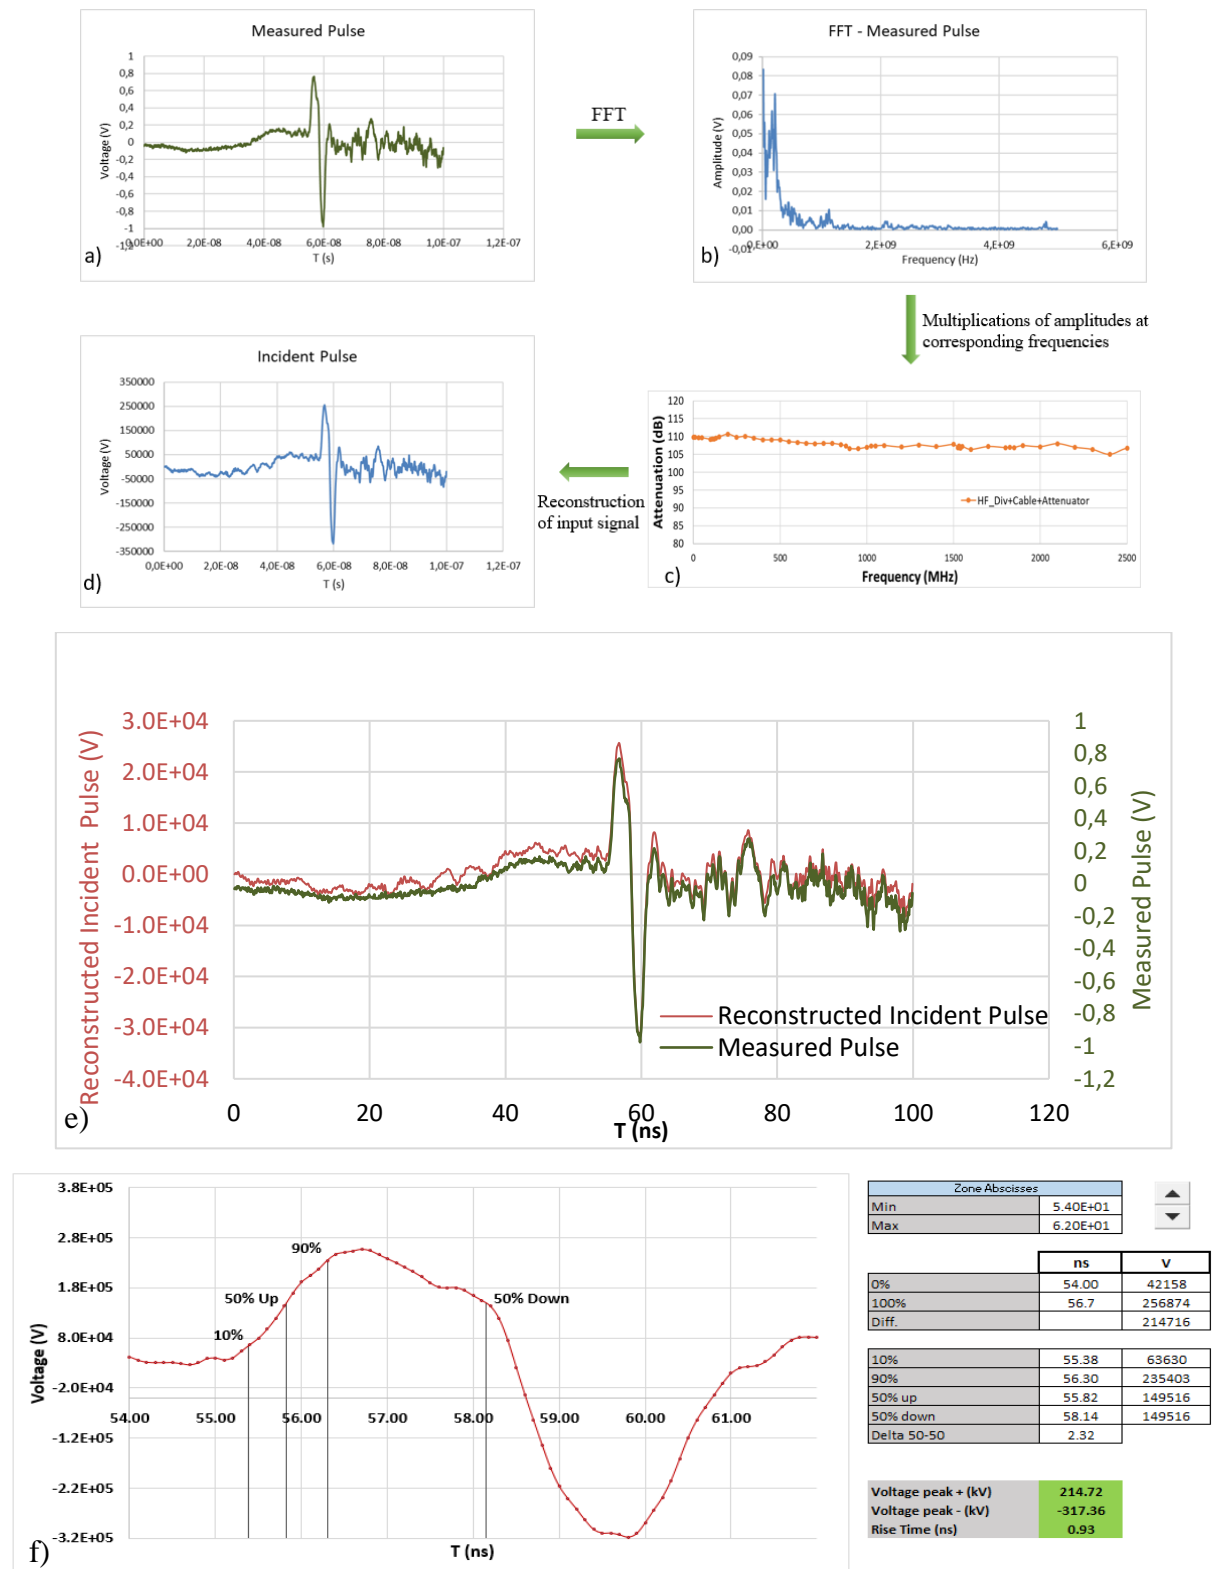 Measured Pulse
Voltage (V)
1
0,8
0,6
0,4
0,2
0
-0,2
-0,4
-0,6
-0,8
-1
-1,2
0,0E+00 2,0E-08 4,0E-08 6,0E-08 8,0E-08 1,0E-07 1,2E-07
T (s)
a)
FFT
FFT - Measured Pulse
Amplitude (V)
0,09
0,08
0,07
0,06
0,05
0,04
0,03
0,02
0,01
0,00
-0,01
0,E+00 2,E+09 4,E+09 6,E+09
Frequency (Hz)
b)
Multiplications of amplitudes at
corresponding frequencies
Incident Pulse
Voltage (V)
350000
250000
150000
50000
-50000
-150000
-250000
-350000
0,0E+00 2,0E-08 4,0E-08 6,0E-08 8,0E-08 1,0E-07 1,2E-07
T (s)
d)
Reconstruction
of input signal
Attenuation (dB)
120
115
110
105
100
95
90
85
80
HF_Div+Cable+Attenuator
0 500 1000 1500 2000 2500
Frequency (MHz)
c)
Reconstructed Incident Pulse (V)
3.0E+04
2.0E+04
1.0E+04
0.0E+00
-1.0E+04
-2.0E+04
-3.0E+04
-4.0E+04
Measured Pulse (V)
1
0,8
0,6
0,4
0,2
0
-0,2
-0,4
-0,6
-0,8
-1
-1,2
Reconstructed Incident Pulse
Measured Pulse
0 20 40 60 80 100 120
T (ns)
e)
Voltage (V)
3.8E+05
2.8E+05
1.8E+05
8.0E+04
-2.0E+04
-1.2E+05
-2.2E+05
-3.2E+05
90%
50% Up
50% Down
10%
54.00 55.00 56.00 57.00 58.00 59.00 60.00 61.00
T (ns)
f)
Zone Abscisses
Min 5.40E+01
Max 6.20E+01
ns V
0% 54.00 42158
100% 56.7 256874
Diff. 214716
10% 55.38 63630
90% 56.30 235403
50% up 55.82 149516
50% down 58.14 149516
Delta 50-50 2.32
Voltage peak + (kV) 214.72
Voltage peak - (kV) -317.36
Rise Time (ns) 0.93